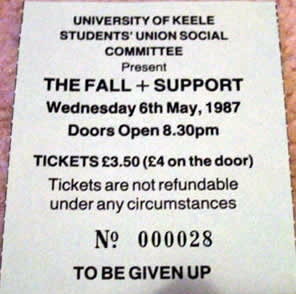 UNIVERSITY OF KEELE
STUDENTS' UNION SOCIAL
COMMITTEE
Present
THE FALL + SUPPORT
Wednesday 6th May, 1987
Doors Open 8.30pm
TICKETS £3.50 (£4 on the door)
Tickets are not refundable
under any circumstances
Nº 000028
TO BE GIVEN UP